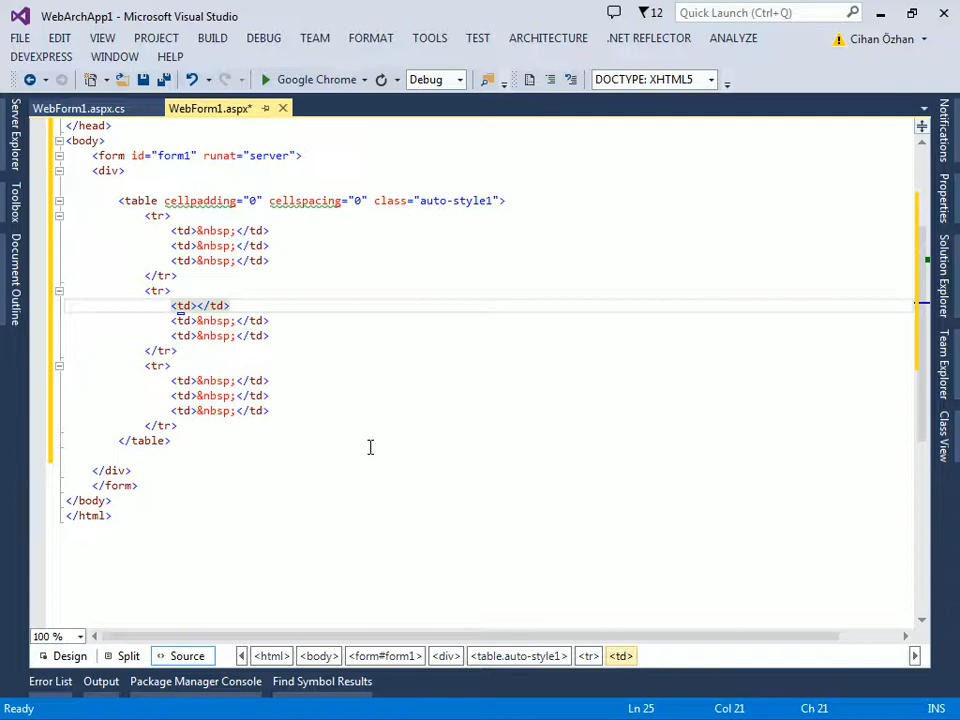 WebArchApp1 - Microsoft Visual Studio
12
Quick Launch (Ctrl+Q)
FILE EDIT VIEW PROJECT BUILD DEBUG TEAM FORMAT TOOLS TEST ARCHITECTURE .NET REFLECTOR ANALYZE
Cihan Özhan
DEVEXPRESS WINDOW HELP
Google Chrome
Debug
DOCTYPE: XHTML5
WebForm1.aspx.cs
WebForm1.aspx*
Server Explorer
Toolbox
Document Outline
</head>
<body>
<form id="form1" runat="server">
<div>
<table cellpadding="0" cellspacing="0" class="auto-style1">
<tr>
<td>&nbsp;</td>
<td>&nbsp;</td>
<td>&nbsp;</td>
</tr>
<tr>
<td></td>
<td>&nbsp;</td>
<td>&nbsp;</td>
</tr>
<tr>
<td>&nbsp;</td>
<td>&nbsp;</td>
<td>&nbsp;</td>
</tr>
</table>
</div>
</form>
</body>
</html>
Notifications
Properties
Solution Explorer
Team Explorer
Class View
100 %
Design Split Source <html> <body> <form#form1> <div> <table.auto-style1> <tr> <td>
Error List Output Package Manager Console Find Symbol Results
Ready Ln 25 Col 21 Ch 21 INS